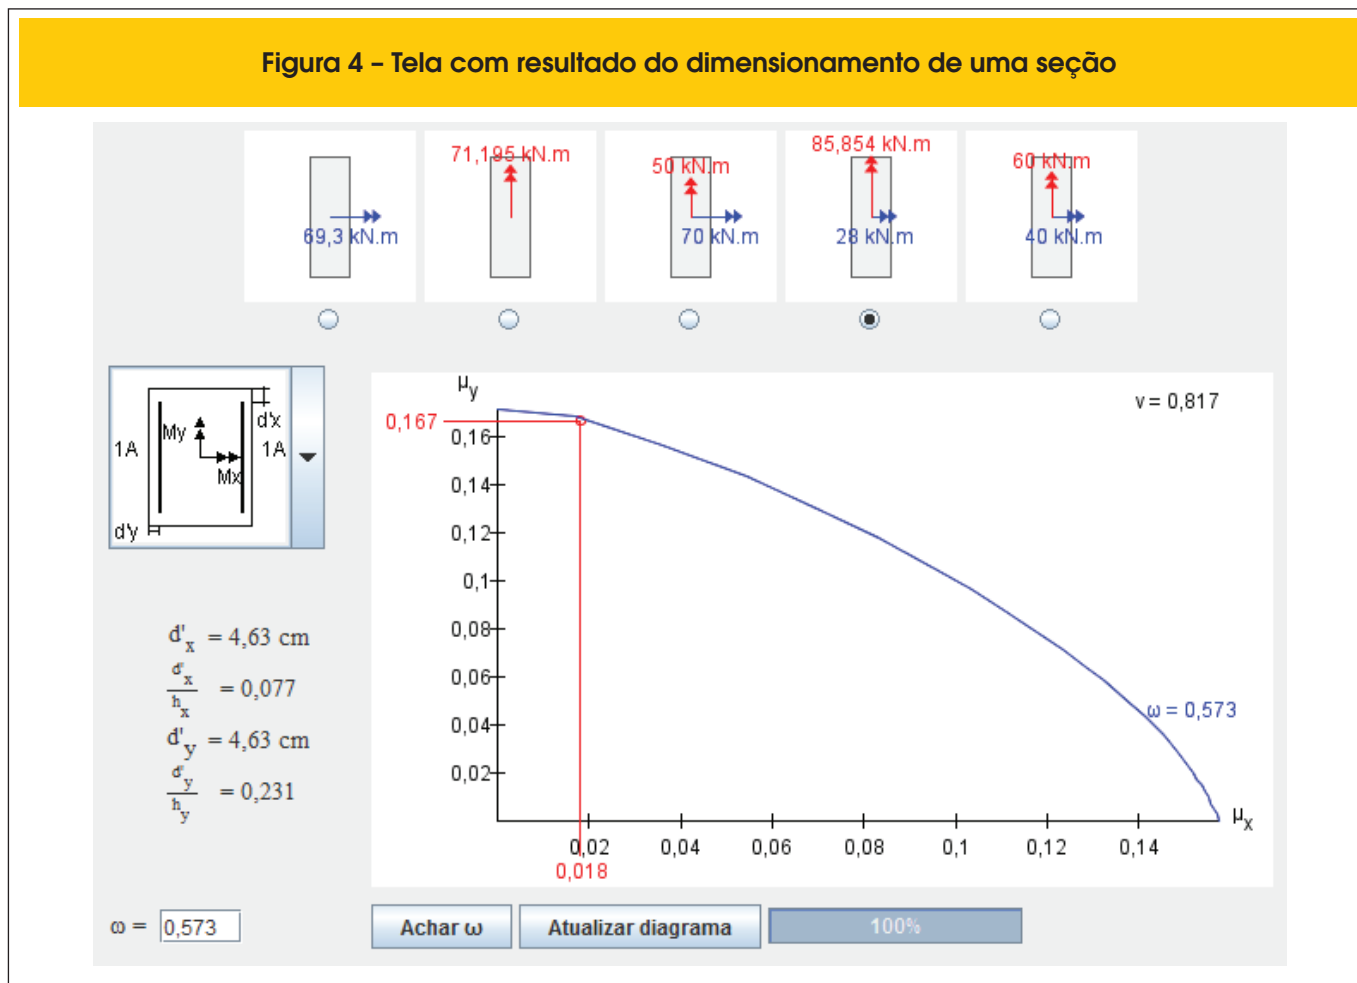 Figura 4 – Tela com resultado do dimensionamento de uma seção
69,3 kN.m
71,195 kN.m
50 kN.m
70 kN.m
85,854 kN.m
28 kN.m
60 kN.m
40 kN.m
1A
My
Mx
d'x
1A
d'y
μy
ν = 0,817
0,167
0,16
0,14
0,12
0,1
0,08
0,06
0,04
0,02
ω = 0,573
μx
0,02
0,04
0,06
0,08
0,1
0,12
0,14
0,018
d'x = 4,63 cm
d'x/hx = 0,077
d'y = 4,63 cm
d'y/hy = 0,231
ω = 0,573
Achar ω
Atualizar diagrama
100%